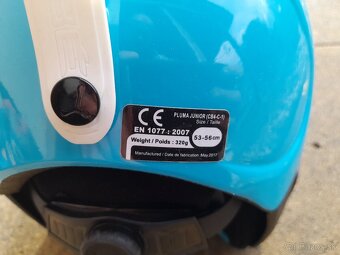 PLUMA JUNIOR (CB4-C-1)
Size / Taille
CE
EN 1077 : 2007
53-56cm
Weight / Poids : 320g
Manufactured / Date de fabrication: May.2017